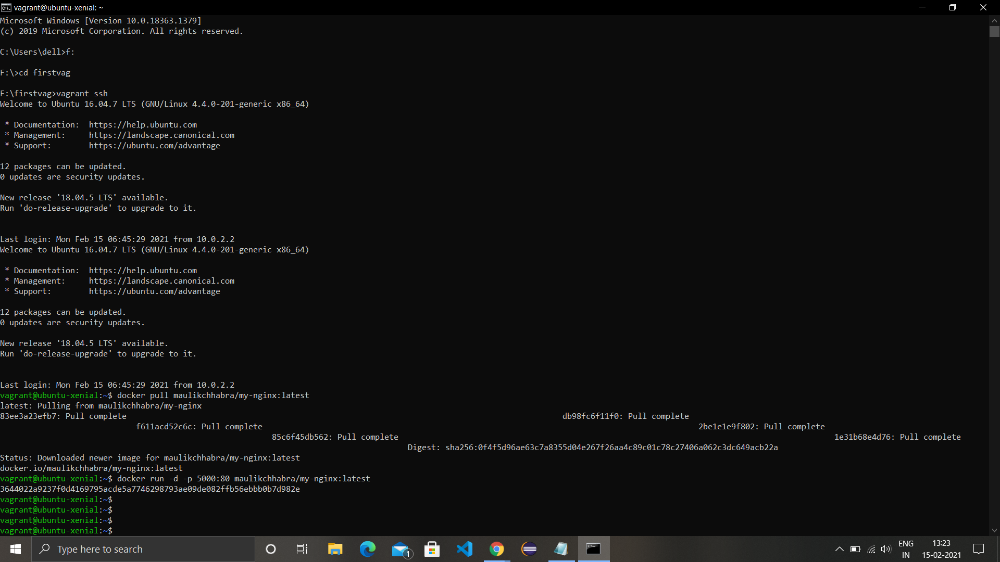 vagrant@ubuntu-xenial: ~
Microsoft Windows [Version 10.0.18363.1379]
(c) 2019 Microsoft Corporation. All rights reserved.
C:\Users\dell>f:
F:\>cd firstvag
F:\firstvag>vagrant ssh
Welcome to Ubuntu 16.04.7 LTS (GNU/Linux 4.4.0-201-generic x86_64)
* Documentation:  https://help.ubuntu.com
* Management:     https://landscape.canonical.com
* Support:        https://ubuntu.com/advantage
12 packages can be updated.
0 updates are security updates.
New release '18.04.5 LTS' available.
Run 'do-release-upgrade' to upgrade to it.
Last login: Mon Feb 15 06:45:29 2021 from 10.0.2.2
Welcome to Ubuntu 16.04.7 LTS (GNU/Linux 4.4.0-201-generic x86_64)
* Documentation:  https://help.ubuntu.com
* Management:     https://landscape.canonical.com
* Support:        https://ubuntu.com/advantage
12 packages can be updated.
0 updates are security updates.
New release '18.04.5 LTS' available.
Run 'do-release-upgrade' to upgrade to it.
Last login: Mon Feb 15 06:45:29 2021 from 10.0.2.2
vagrant@ubuntu-xenial:~$ docker pull maulikchhabra/my-nginx:latest
latest: Pulling from maulikchhabra/my-nginx
83ee3a23efb7: Pull complete db98fc6f11f0: Pull complete
f611acd52c6c: Pull complete 2be1e1e9f802: Pull complete
85c6f45db562: Pull complete 1e31b68e4d76: Pull complete
Digest: sha256:0f4f5d96ae63c7a8355d04e267f26aa4c89c01c78c27406a062c3dc649acb22a
Status: Downloaded newer image for maulikchhabra/my-nginx:latest
docker.io/maulikchhabra/my-nginx:latest
vagrant@ubuntu-xenial:~$ docker run -d -p 5000:80 maulikchhabra/my-nginx:latest
3644022a9237f0d4169795acde5a7746298793ae09de082ffb56ebbb0b7d982e
vagrant@ubuntu-xenial:~$
vagrant@ubuntu-xenial:~$
vagrant@ubuntu-xenial:~$
vagrant@ubuntu-xenial:~$
Type here to search
1
ENG
IN
13:23
15-02-2021